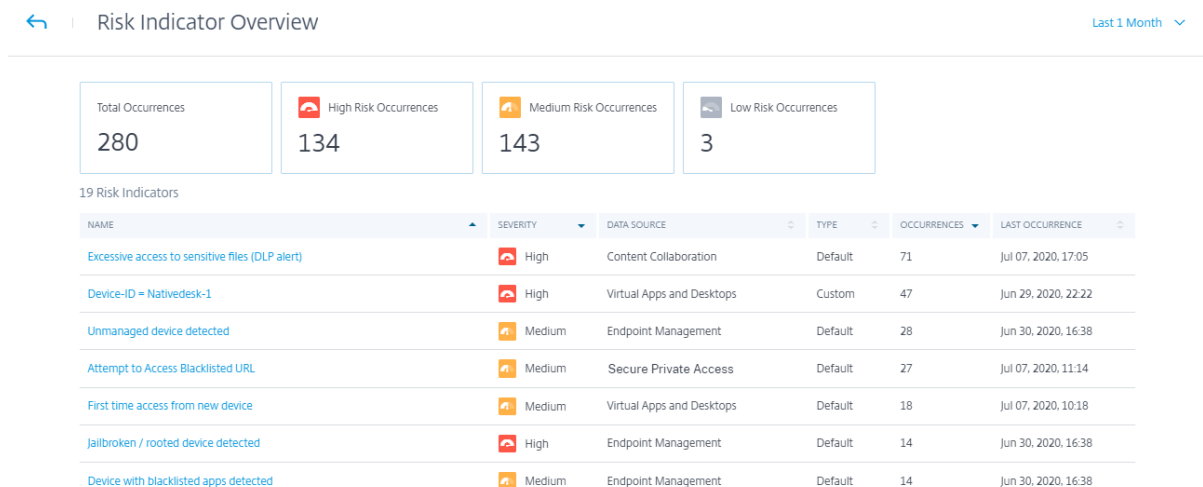 Risk Indicator Overview
Last 1 Month
Total Occurrences
280
High Risk Occurrences
134
Medium Risk Occurrences
143
Low Risk Occurrences
3
19 Risk Indicators
NAME SEVERITY DATA SOURCE TYPE OCCURRENCES LAST OCCURRENCE
Excessive access to sensitive files (DLP alert) High Content Collaboration Default 71 Jul 07, 2020, 17:05
Device-ID = Nativedesk-1 High Virtual Apps and Desktops Custom 47 Jun 29, 2020, 22:22
Unmanaged device detected Medium Endpoint Management Default 28 Jun 30, 2020, 16:38
Attempt to Access Blacklisted URL Medium Secure Private Access Default 27 Jul 07, 2020, 11:14
First time access from new device Medium Virtual Apps and Desktops Default 18 Jul 07, 2020, 10:18
Jailbroken / rooted device detected High Endpoint Management Default 14 Jun 30, 2020, 16:38
Device with blacklisted apps detected Medium Endpoint Management Default 14 Jun 30, 2020, 16:38